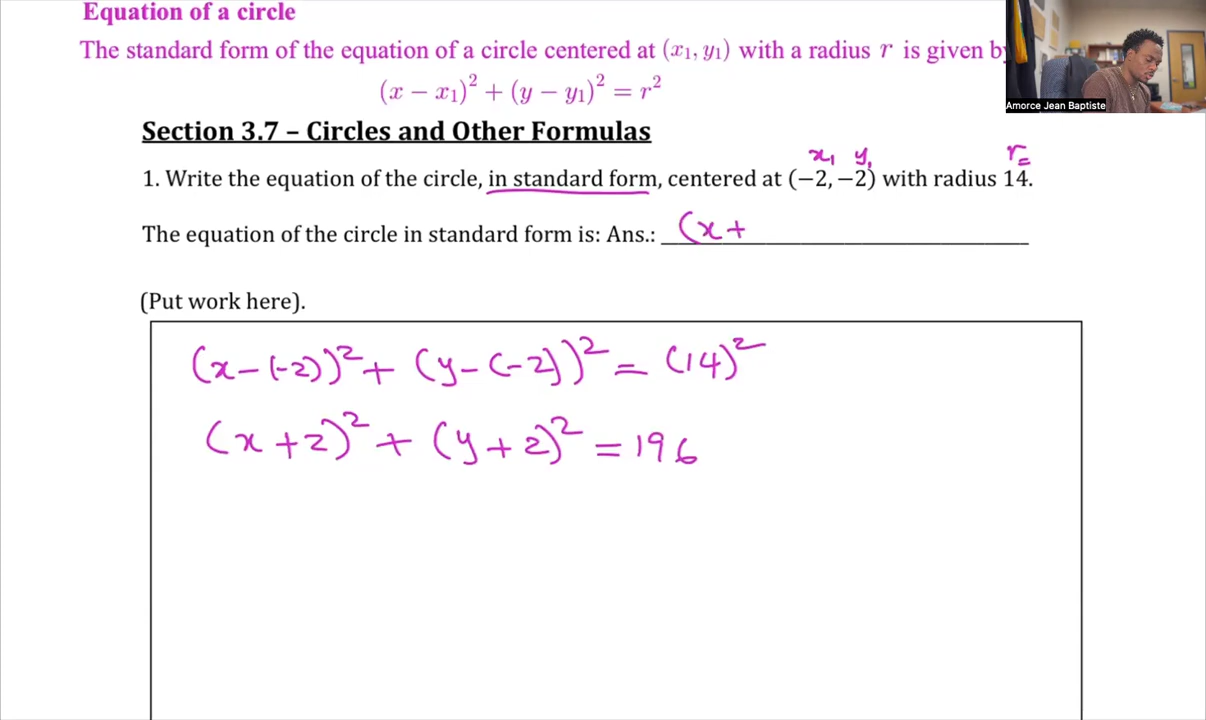 Equation of a circle
The standard form of the equation of a circle centered at (x₁, y₁) with a radius r is given by
(x − x₁)² + (y − y₁)² = r²
Amorce Jean Baptiste
Section 3.7 – Circles and Other Formulas
x₁ y₁ r=
1. Write the equation of the circle, in standard form, centered at (−2, −2) with radius 14.
The equation of the circle in standard form is: Ans.: (x +
(Put work here).
(x − (−2))² + (y − (−2))² = (14)²
(x + 2)² + (y + 2)² = 196